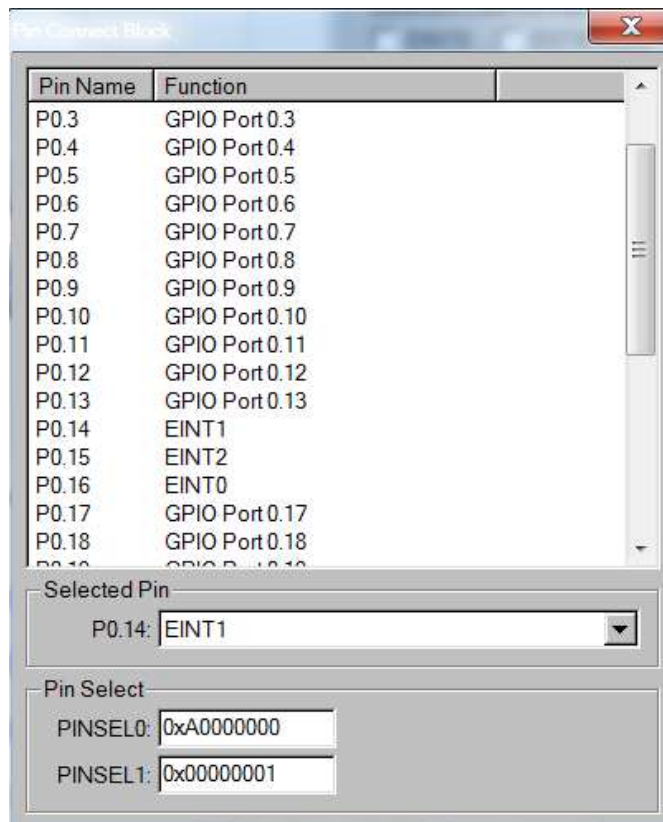 Pin Connect Block
X
Pin Name Function
P0.3 GPIO Port 0.3
P0.4 GPIO Port 0.4
P0.5 GPIO Port 0.5
P0.6 GPIO Port 0.6
P0.7 GPIO Port 0.7
P0.8 GPIO Port 0.8
P0.9 GPIO Port 0.9
P0.10 GPIO Port 0.10
P0.11 GPIO Port 0.11
P0.12 GPIO Port 0.12
P0.13 GPIO Port 0.13
P0.14 EINT1
P0.15 EINT2
P0.16 EINT0
P0.17 GPIO Port 0.17
P0.18 GPIO Port 0.18
Selected Pin
P0.14: EINT1
Pin Select
PINSEL0: 0xA0000000
PINSEL1: 0x00000001